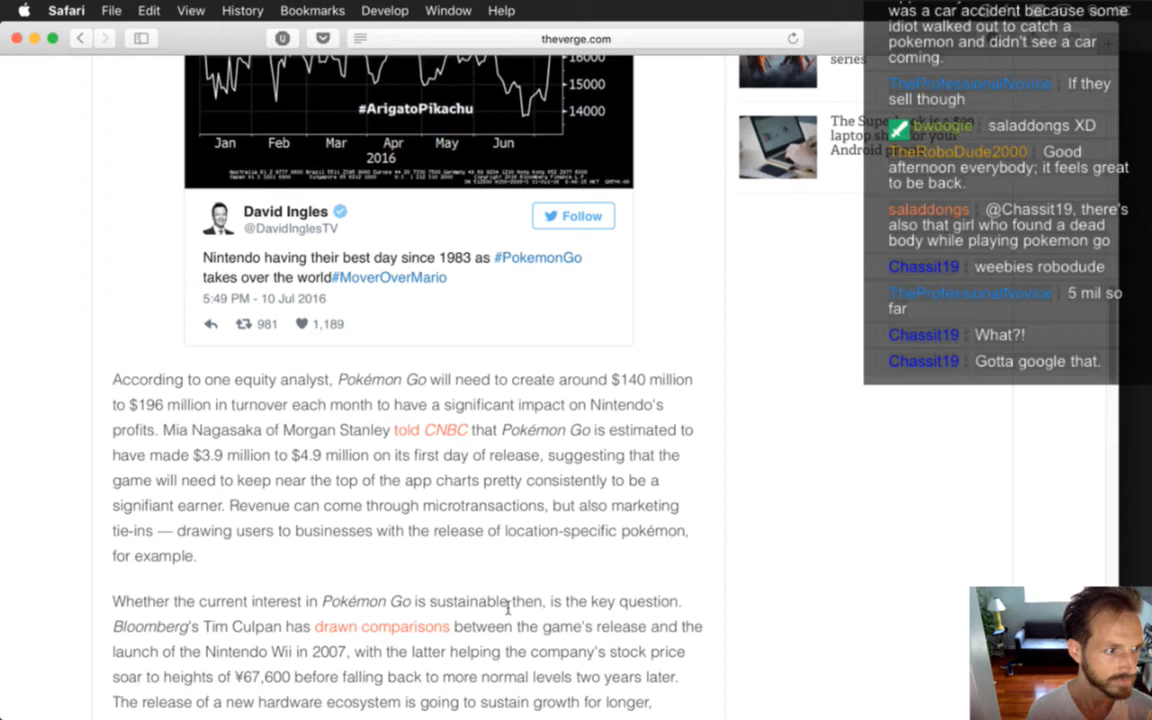 Safari File Edit View History Bookmarks Develop Window Help
theverge.com
16000
15000
#ArigatoPikachu
14000
Jan Feb Mar Apr May Jun
2016
David Ingles
@DavidInglesTV
Follow
Nintendo having their best day since 1983 as #PokemonGo
takes over the world#MoverOverMario
5:49 PM - 10 Jul 2016
981 1,189
According to one equity analyst, Pokémon Go will need to create around $140 million
to $196 million in turnover each month to have a significant impact on Nintendo's
profits. Mia Nagasaka of Morgan Stanley told CNBC that Pokémon Go is estimated to
have made $3.9 million to $4.9 million on its first day of release, suggesting that the
game will need to keep near the top of the app charts pretty consistently to be a
signifiant earner. Revenue can come through microtransactions, but also marketing
tie-ins — drawing users to businesses with the release of location-specific pokémon,
for example.
Whether the current interest in Pokémon Go is sustainable then, is the key question.
Bloomberg's Tim Culpan has drawn comparisons between the game's release and the
launch of the Nintendo Wii in 2007, with the latter helping the company's stock price
soar to heights of ¥67,600 before falling back to more normal levels two years later.
The release of a new hardware ecosystem is going to sustain growth for longer,
series
The
laptop
Android
was a car accident because some
idiot walked out to catch a
pokemon and didn't see a car
coming.
TheProfessionalNovice : If they
sell though
bwoogie saladdongs XD
TheRoboDude2000 : Good
afternoon everybody; it feels great
to be back.
saladdongs : @Chassit19, there's
also that girl who found a dead
body while playing pokemon go
Chassit19 : weebies robodude
TheProfessionalNovice : 5 mil so
far
Chassit19 : What?!
Chassit19 : Gotta google that.